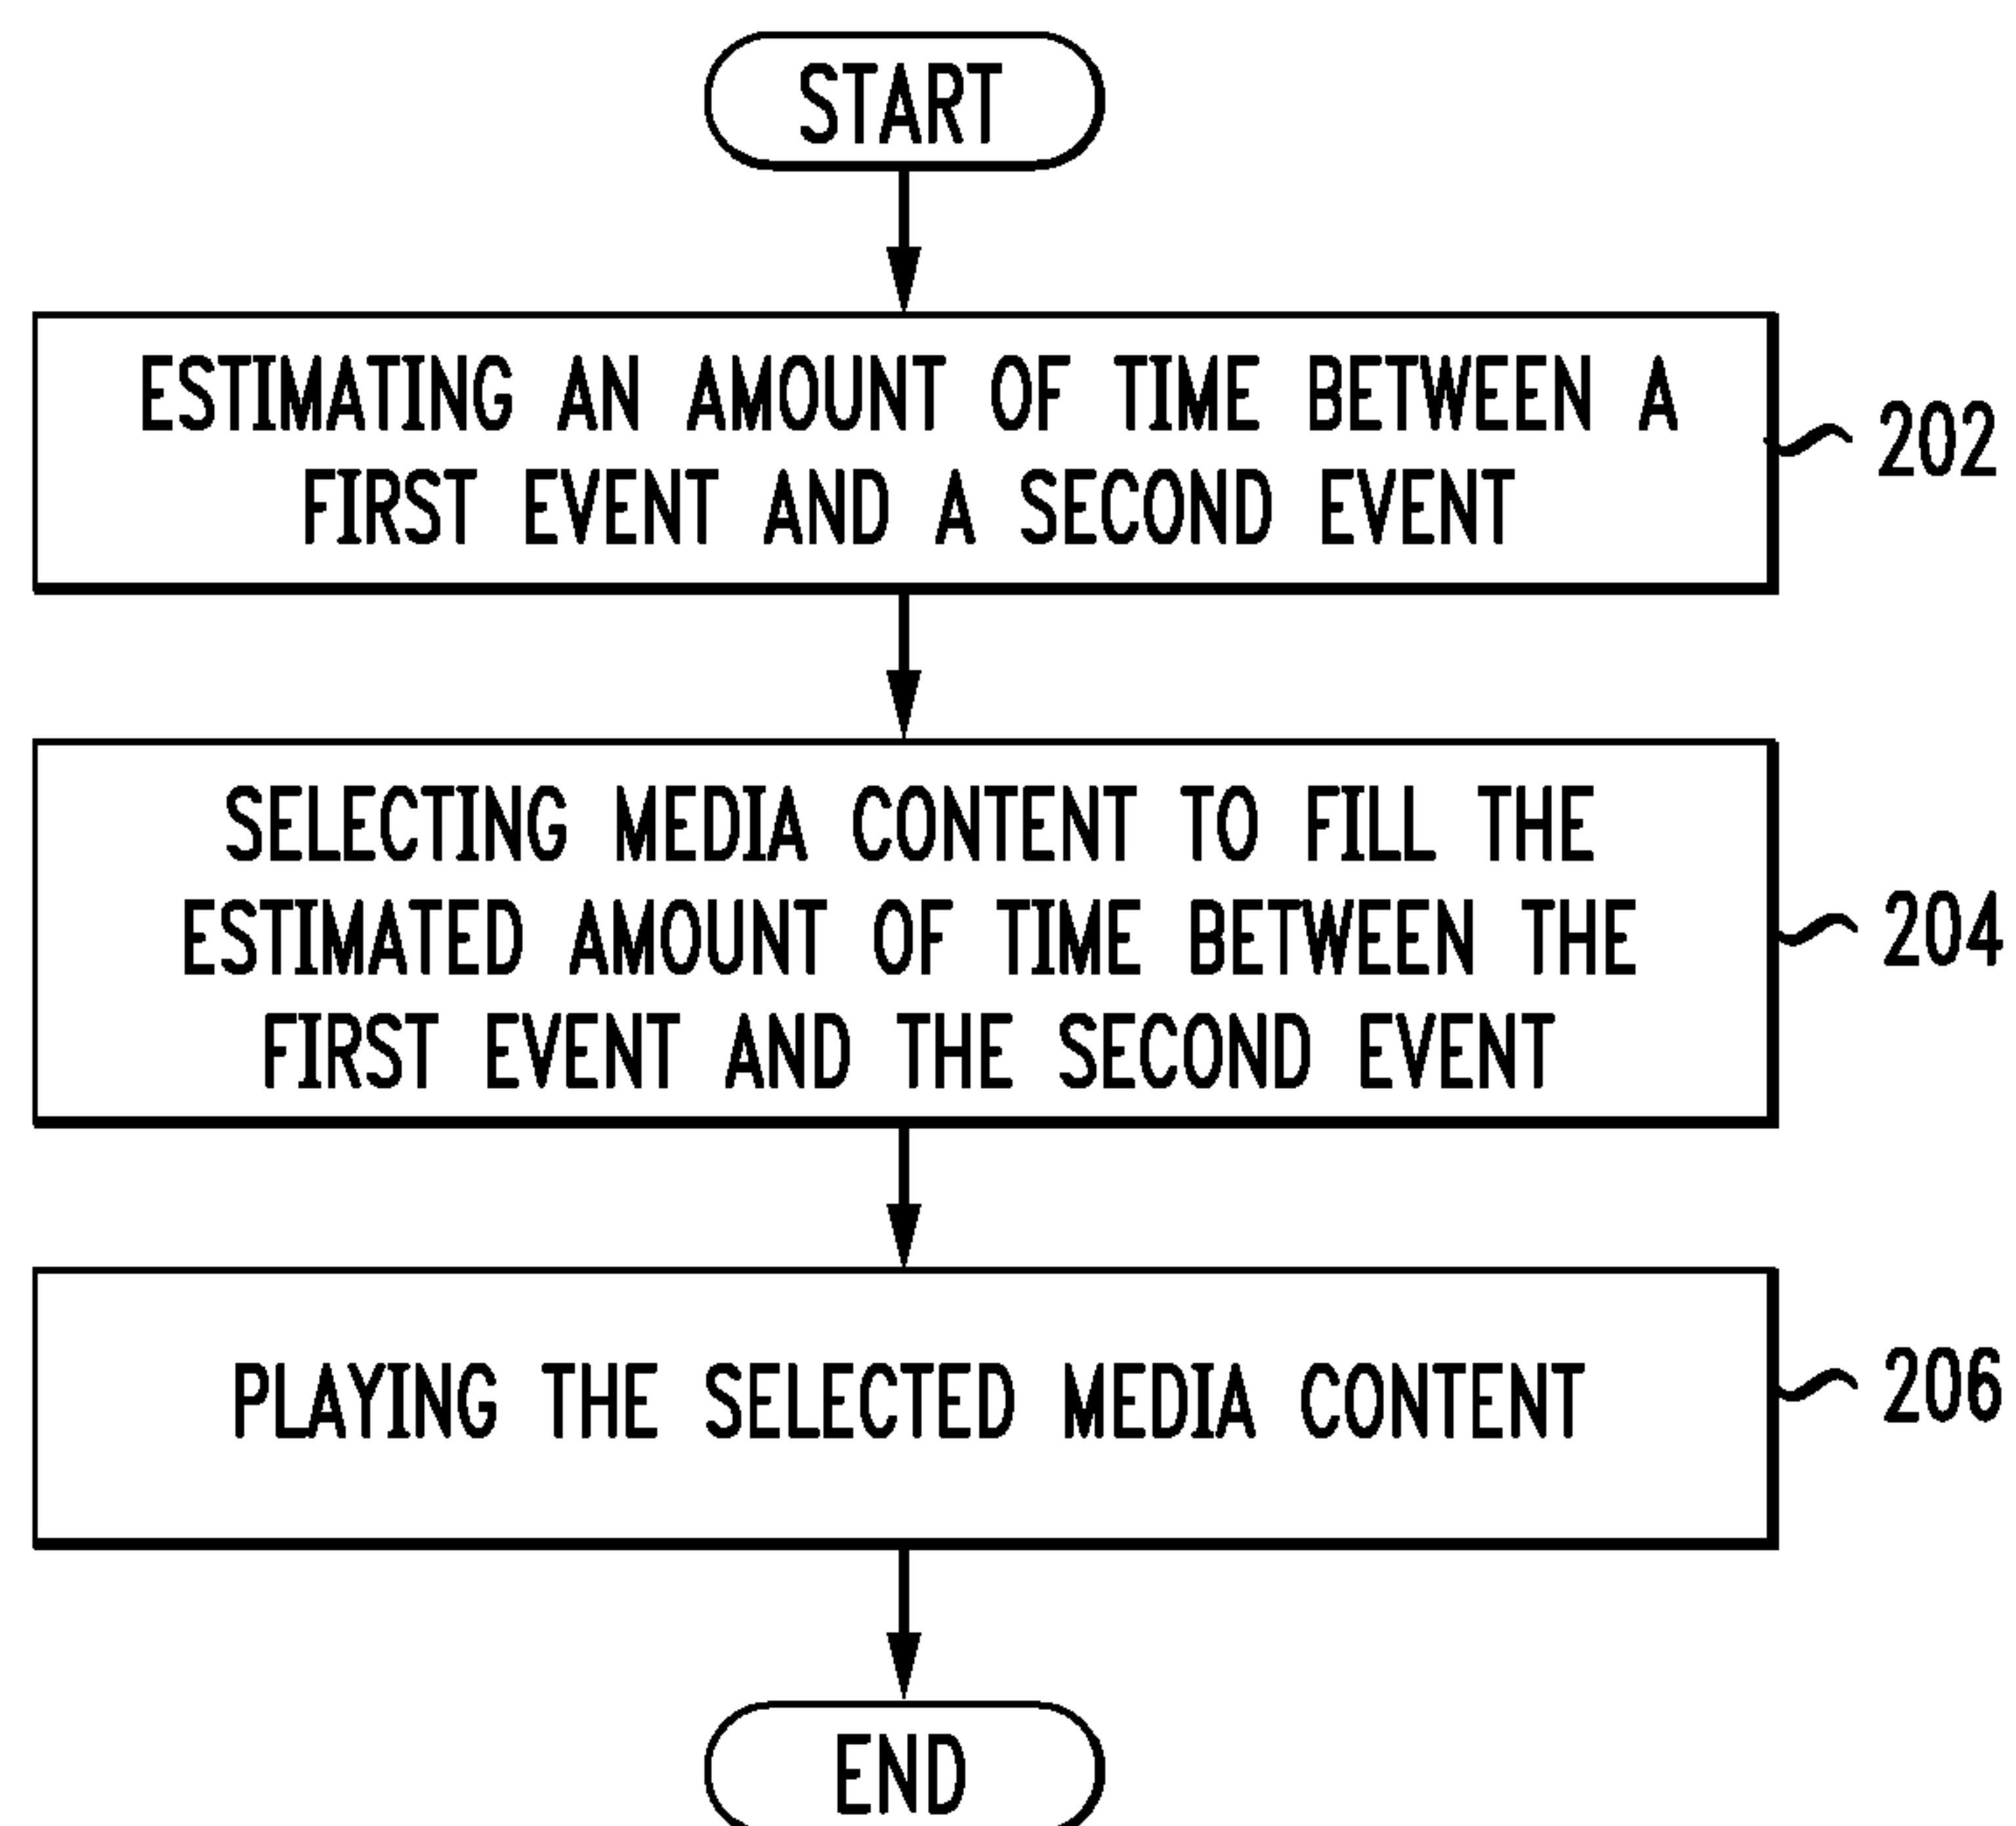 START
ESTIMATING AN AMOUNT OF TIME BETWEEN A
FIRST EVENT AND A SECOND EVENT
202
SELECTING MEDIA CONTENT TO FILL THE
ESTIMATED AMOUNT OF TIME BETWEEN THE
FIRST EVENT AND THE SECOND EVENT
204
PLAYING THE SELECTED MEDIA CONTENT
206
END